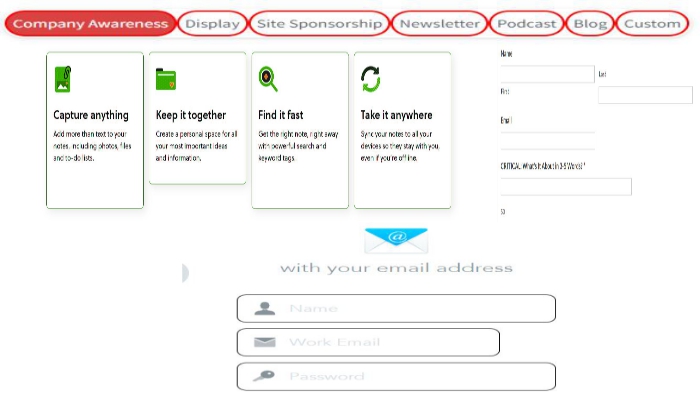 Company Awareness Display Site Sponsorship Newsletter Podcast Blog Custom
Capture anything
Add more than text to your
notes. Including photos, files
and to-do lists.
Keep it together
Create a personal space for all
your most important ideas
and information.
Find it fast
Get the right note, right away
with powerful search and
keyword tags.
Take it anywhere
Sync your notes to all your
devices so they stay with you,
even if you're offline.
Name
Last
First
Email
CRITICAL: What's It About In 3-5 Words? *
with your email address
Name
Work Email
Password